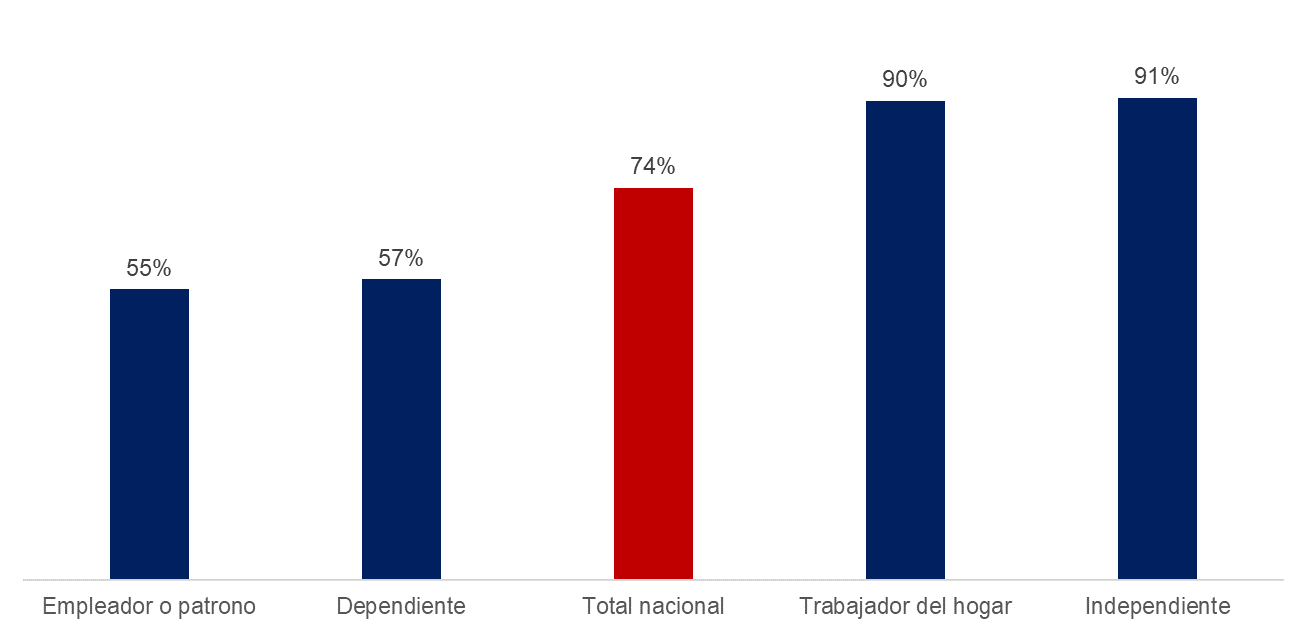 91%
90%
74%
57%
55%
Empleador o patrono
Dependiente
Total nacional
Trabajador del hogar
Independiente